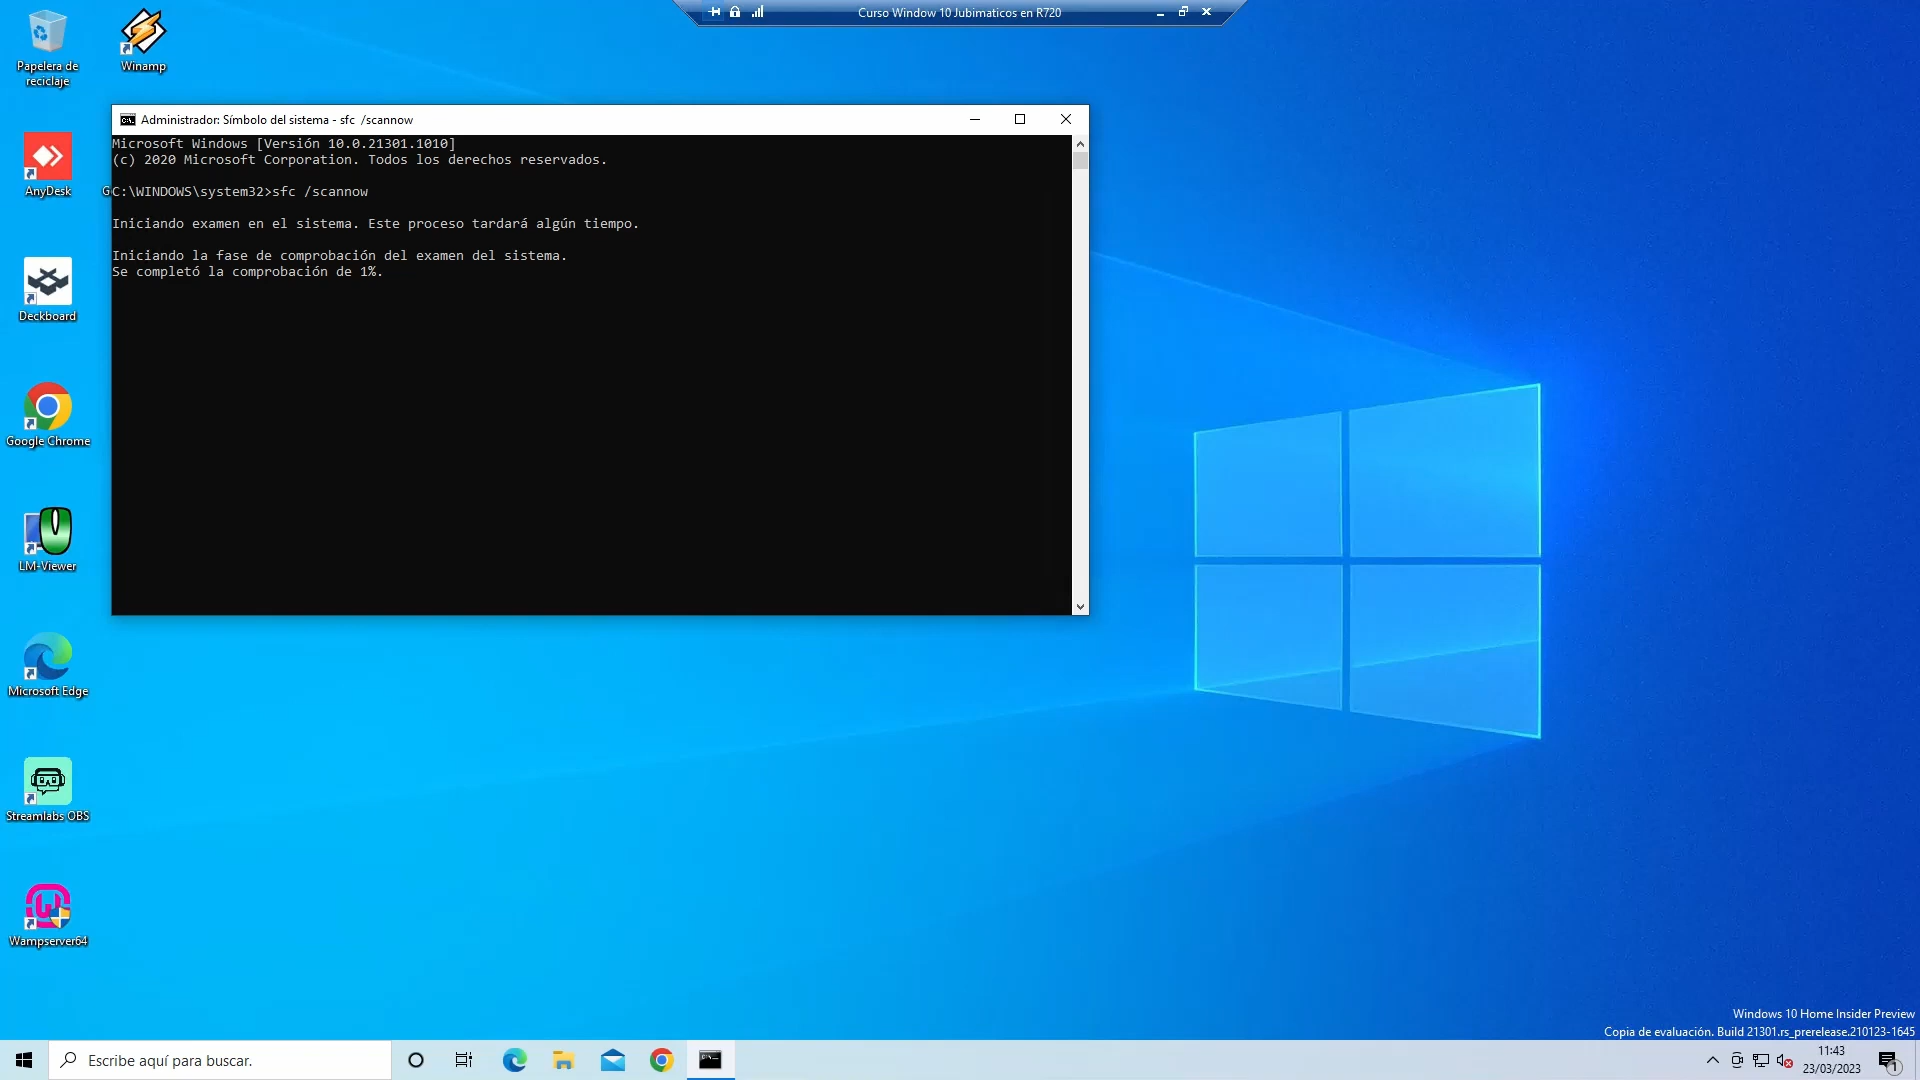 Curso Window 10 Jubimaticos en R720
Papelera de
reciclaje
Winamp
AnyDesk
G
Deckboard
Google Chrome
LM-Viewer
Microsoft Edge
Streamlabs OBS
Wampserver64
Administrador: Símbolo del sistema - sfc /scannow
Microsoft Windows [Versión 10.0.21301.1010]
(c) 2020 Microsoft Corporation. Todos los derechos reservados.
C:\WINDOWS\system32>sfc /scannow
Iniciando examen en el sistema. Este proceso tardará algún tiempo.
Iniciando la fase de comprobación del examen del sistema.
Se completó la comprobación de 1%.
Windows 10 Home Insider Preview
Copia de evaluación. Build 21301.rs_prerelease.210123-1645
Escribe aquí para buscar.
11:43
23/03/2023
1